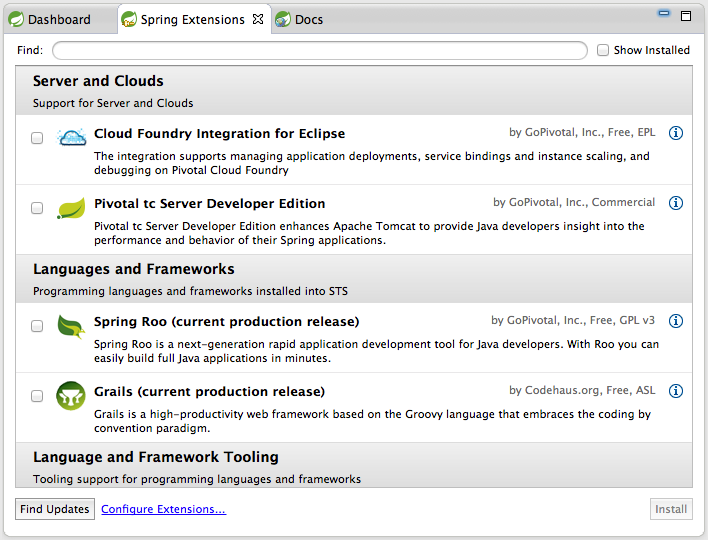 Dashboard
Spring Extensions
Docs
Find:
Show Installed
Server and Clouds
Support for Server and Clouds
Cloud Foundry Integration for Eclipse
by GoPivotal, Inc., Free, EPL
The integration supports managing application deployments, service bindings and instance scaling, and
debugging on Pivotal Cloud Foundry
Pivotal tc Server Developer Edition
by GoPivotal, Inc., Commercial
Pivotal tc Server Developer Edition enhances Apache Tomcat to provide Java developers insight into the
performance and behavior of their Spring applications.
Languages and Frameworks
Programming languages and frameworks installed into STS
Spring Roo (current production release)
by GoPivotal, Inc., Free, GPL v3
Spring Roo is a next-generation rapid application development tool for Java developers. With Roo you can
easily build full Java applications in minutes.
Grails (current production release)
by Codehaus.org, Free, ASL
Grails is a high-productivity web framework based on the Groovy language that embraces the coding by
convention paradigm.
Language and Framework Tooling
Tooling support for programming languages and frameworks
Find Updates
Configure Extensions...
Install